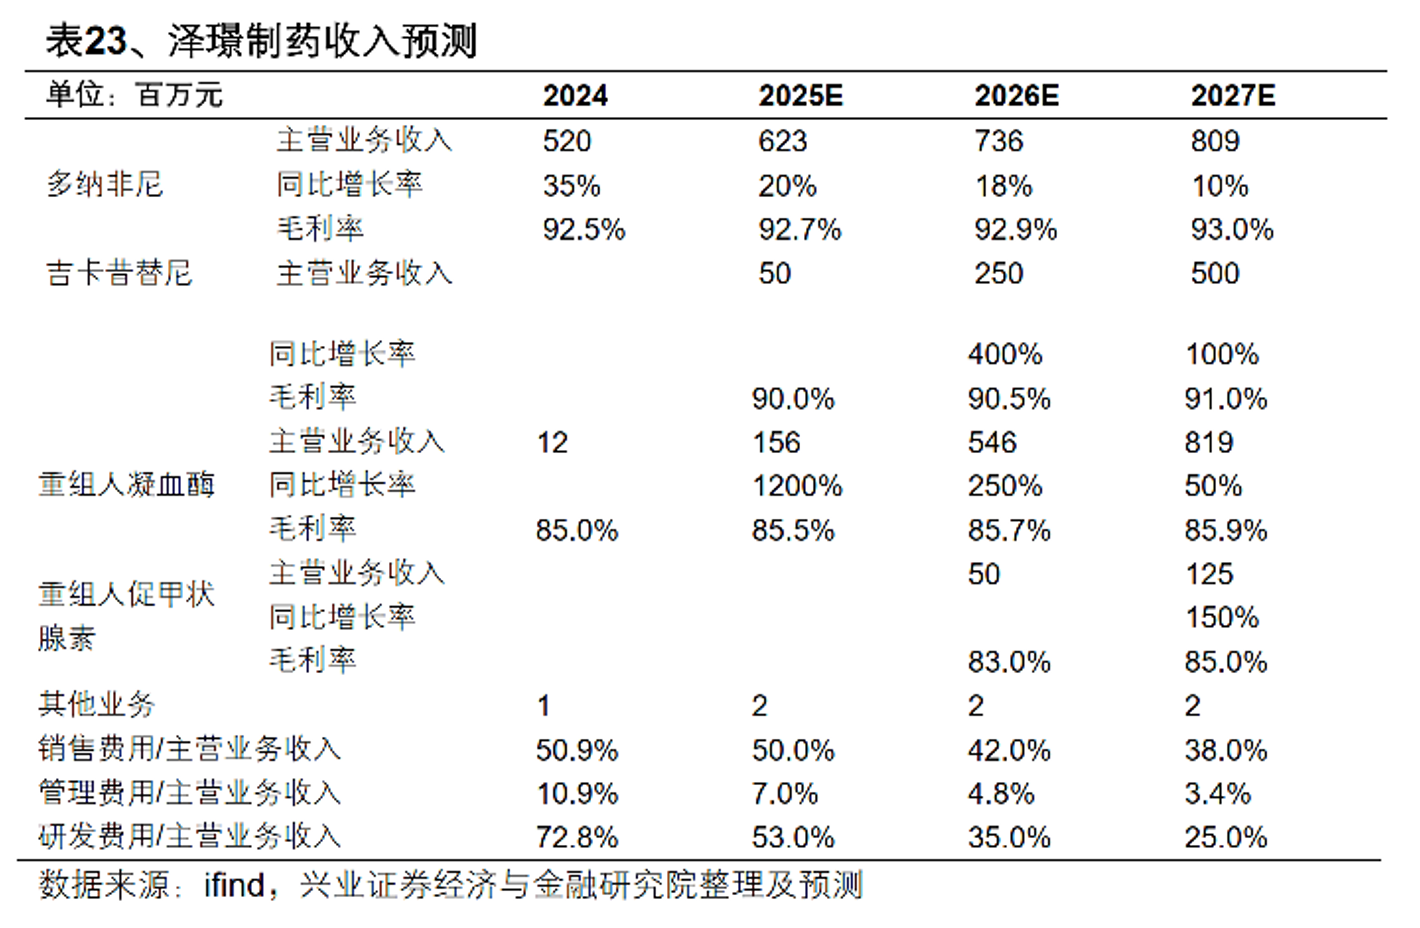 表23、泽璟制药收入预测
单位：百万元 2024 2025E 2026E 2027E
主营业务收入 520 623 736 809
多纳非尼 同比增长率 35% 20% 18% 10%
毛利率 92.5% 92.7% 92.9% 93.0%
吉卡昔替尼 主营业务收入 50 250 500
同比增长率 400% 100%
毛利率 90.0% 90.5% 91.0%
主营业务收入 12 156 546 819
重组人凝血酶 同比增长率 1200% 250% 50%
毛利率 85.0% 85.5% 85.7% 85.9%
主营业务收入 50 125
重组人促甲状
同比增长率 150%
腺素
毛利率 83.0% 85.0%
其他业务 1 2 2 2
销售费用/主营业务收入 50.9% 50.0% 42.0% 38.0%
管理费用/主营业务收入 10.9% 7.0% 4.8% 3.4%
研发费用/主营业务收入 72.8% 53.0% 35.0% 25.0%
数据来源：ifind，兴业证券经济与金融研究院整理及预测